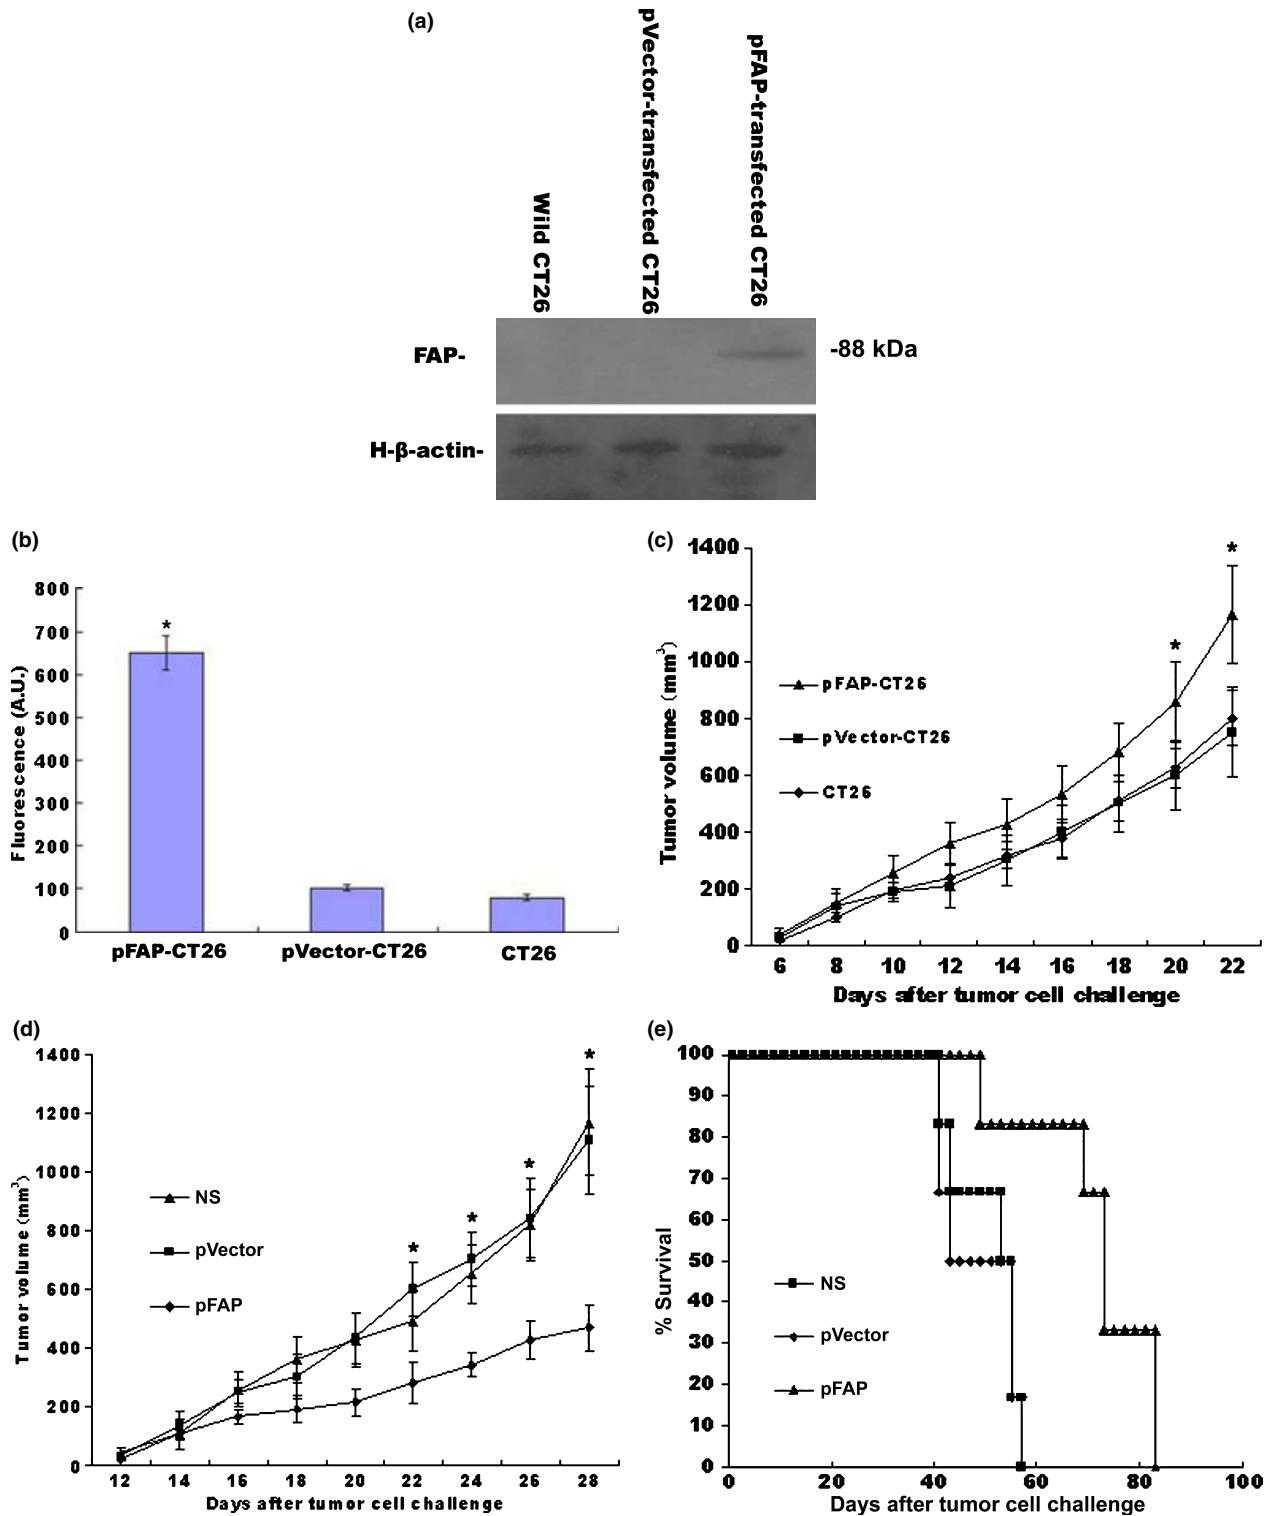 (a)
Wild CT26
pVector-transfected CT26
pFAP-transfected CT26
FAP-
-88 kDa
H-β-actin-
(b)
800
700
600
500
400
300
200
100
0
Fluorescence (A.U.)
*
pFAP-CT26
pVector-CT26
CT26
(c)
1400
1200
1000
800
600
400
200
0
Tumor volume (mm³)
pFAP-CT26
pVector-CT26
CT26
*
*
6 8 10 12 14 16 18 20 22
Days after tumor cell challenge
(d)
1400
1200
1000
800
600
400
200
0
Tumor volume (mm³)
NS
pVector
pFAP
*
*
*
*
12 14 16 18 20 22 24 26 28
Days after tumor cell challenge
(e)
100
90
80
70
60
50
40
30
20
10
0
% Survival
NS
pVector
pFAP
0 20 40 60 80 100
Days after tumor cell challenge